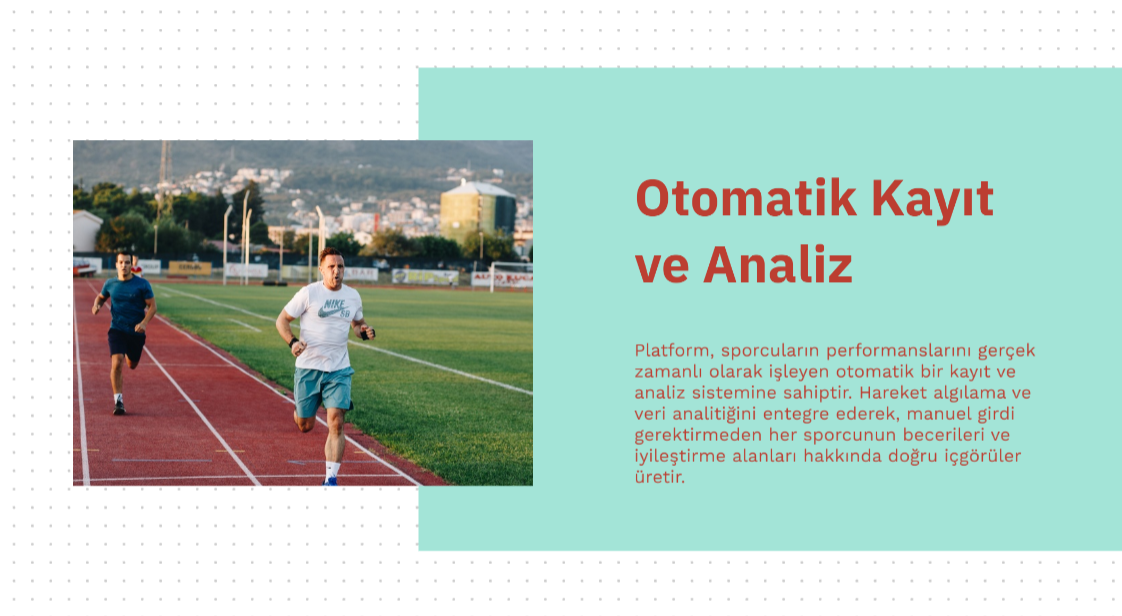 Otomatik Kayıt
ve Analiz
Platform, sporcuların performanslarını gerçek
zamanlı olarak işleyen otomatik bir kayıt ve
analiz sistemine sahiptir. Hareket algılama ve
veri analitiğini entegre ederek, manuel girdi
gerektirmeden her sporcunun becerileri ve
iyileştirme alanları hakkında doğru içgörüler
üretir.
NIKE
SB